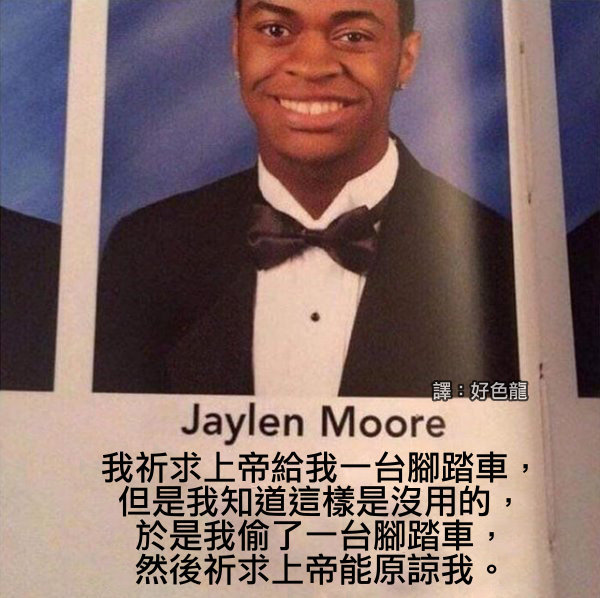 譯：好色龍
Jaylen Moore
我祈求上帝給我一台腳踏車，
但是我知道這樣是沒用的，
於是我偷了一台腳踏車，
然後祈求上帝能原諒我。